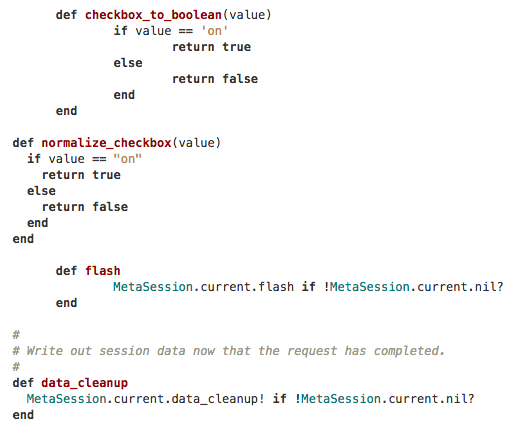 def checkbox_to_boolean(value)
if value == 'on'
return true
else
return false
end
end
def normalize_checkbox(value)
if value == "on"
return true
else
return false
end
end
def flash
MetaSession.current.flash if !MetaSession.current.nil?
end
#
# Write out session data now that the request has completed.
#
def data_cleanup
MetaSession.current.data_cleanup! if !MetaSession.current.nil?
end